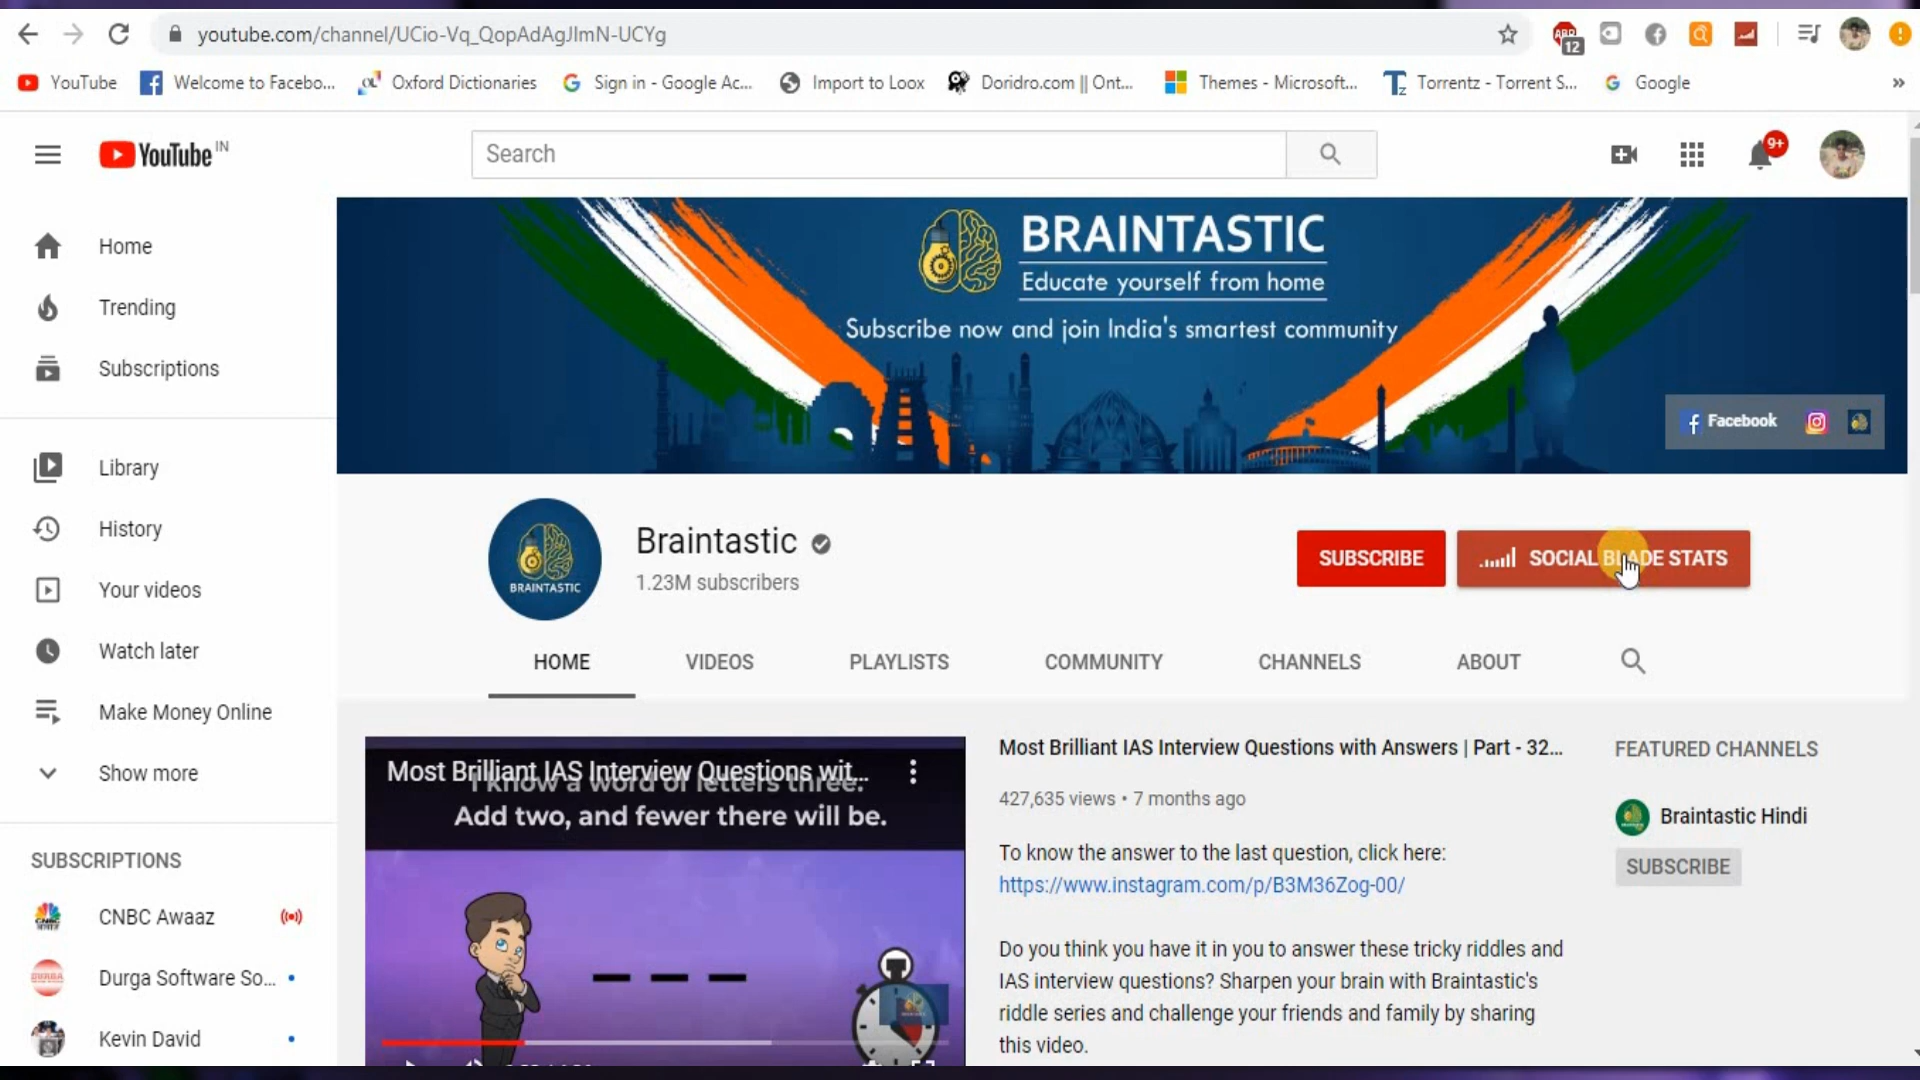 youtube.com/channel/UCio-Vq_QopAdAgJlmN-UCYg
ABP
12
YouTube
Welcome to Facebo...
Oxford Dictionaries
Sign in - Google Ac...
Import to Loox
Doridro.com || Ont...
Themes - Microsoft...
Torrentz - Torrent S...
Google
»
YouTube IN
Search
9+
Home
Trending
Subscriptions
Library
History
Your videos
Watch later
Make Money Online
Show more
SUBSCRIPTIONS
CNBC Awaaz
Durga Software So...
Kevin David
BRAINTASTIC
Educate yourself from home
Subscribe now and join India's smartest community
Facebook
BRAINTASTIC
Braintastic
1.23M subscribers
SUBSCRIBE
SOCIAL BLADE STATS
HOME
VIDEOS
PLAYLISTS
COMMUNITY
CHANNELS
ABOUT
Most Brilliant IAS Interview Questions wit...
I know a word of letters three.
Add two, and fewer there will be.
Most Brilliant IAS Interview Questions with Answers | Part - 32...
427,635 views • 7 months ago
To know the answer to the last question, click here:
https://www.instagram.com/p/B3M36Zog-00/
Do you think you have it in you to answer these tricky riddles and
IAS interview questions? Sharpen your brain with Braintastic's
riddle series and challenge your friends and family by sharing
this video.
FEATURED CHANNELS
Braintastic Hindi
SUBSCRIBE